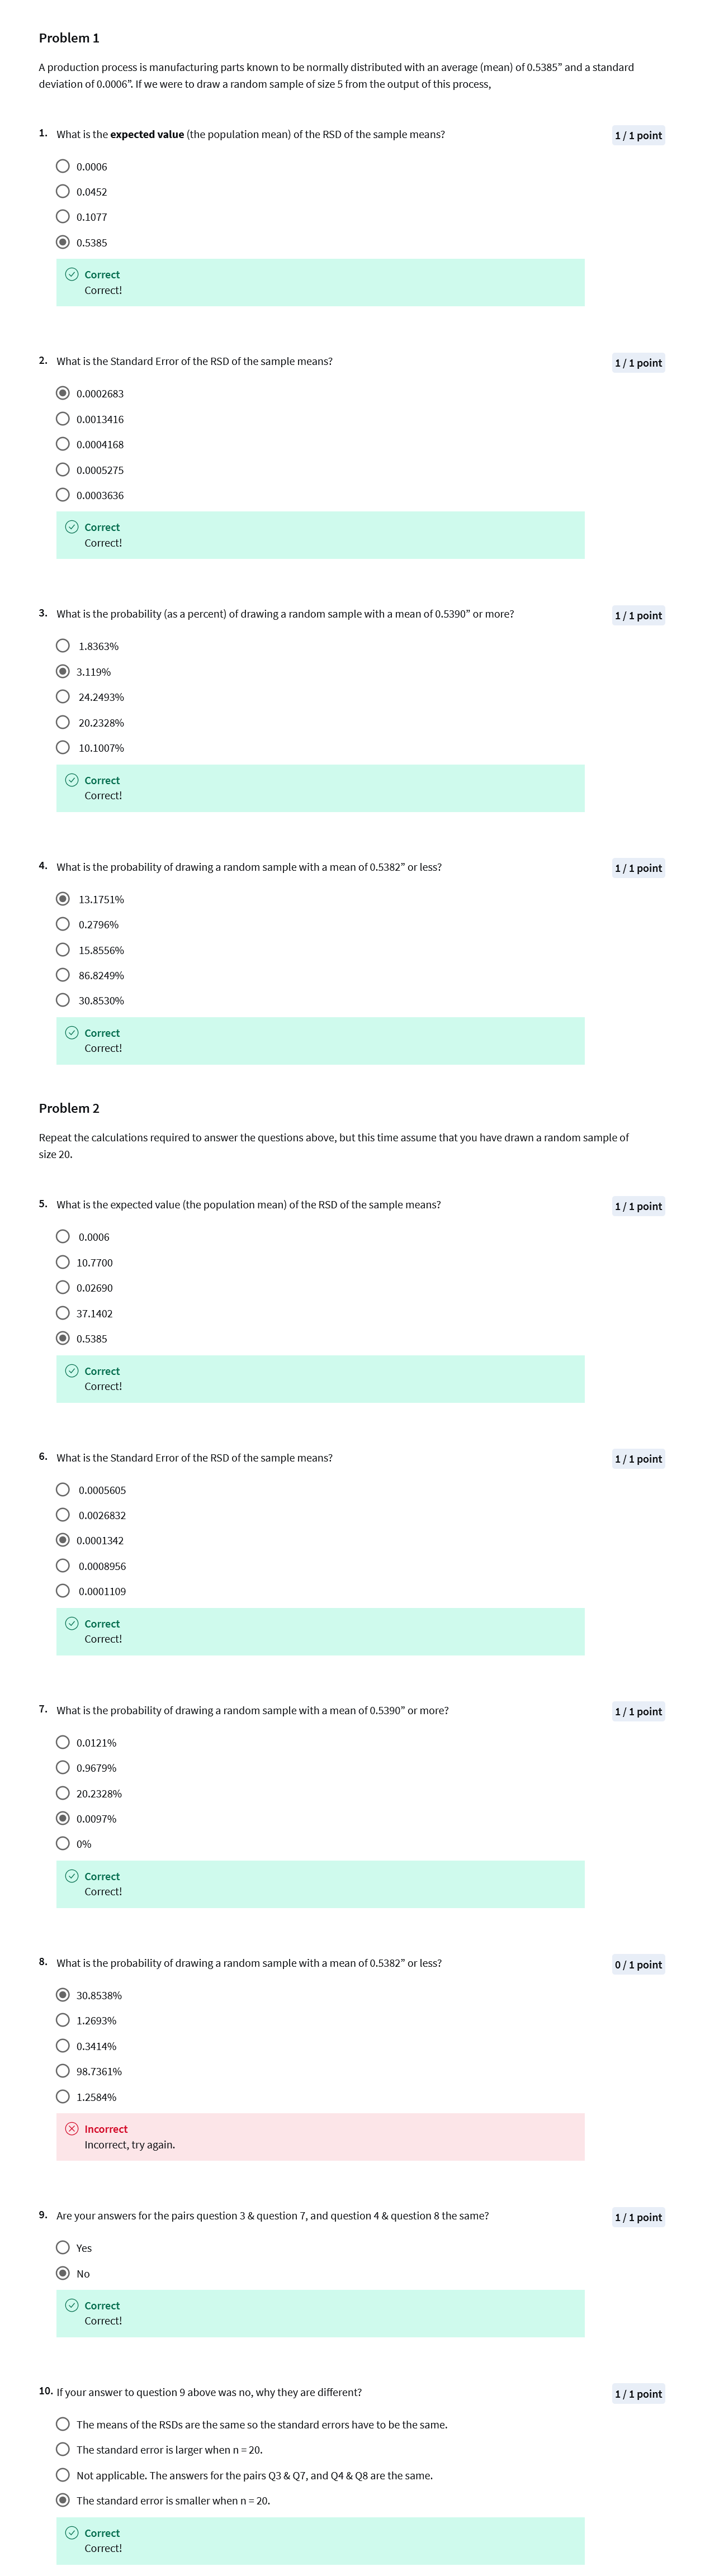 Problem 1
A production process is manufacturing parts known to be normally distributed with an average (mean) of 0.5385” and a standard
deviation of 0.0006”. If we were to draw a random sample of size 5 from the output of this process,
1. What is the expected value (the population mean) of the RSD of the sample means? 1 / 1 point
0.0006
0.0452
0.1077
0.5385
Correct
Correct!
2. What is the Standard Error of the RSD of the sample means? 1 / 1 point
0.0002683
0.0013416
0.0004168
0.0005275
0.0003636
Correct
Correct!
3. What is the probability (as a percent) of drawing a random sample with a mean of 0.5390” or more? 1 / 1 point
1.8363%
3.119%
24.2493%
20.2328%
10.1007%
Correct
Correct!
4. What is the probability of drawing a random sample with a mean of 0.5382” or less? 1 / 1 point
13.1751%
0.2796%
15.8556%
86.8249%
30.8530%
Correct
Correct!
Problem 2
Repeat the calculations required to answer the questions above, but this time assume that you have drawn a random sample of
size 20.
5. What is the expected value (the population mean) of the RSD of the sample means? 1 / 1 point
0.0006
10.7700
0.02690
37.1402
0.5385
Correct
Correct!
6. What is the Standard Error of the RSD of the sample means? 1 / 1 point
0.0005605
0.0026832
0.0001342
0.0008956
0.0001109
Correct
Correct!
7. What is the probability of drawing a random sample with a mean of 0.5390” or more? 1 / 1 point
0.0121%
0.9679%
20.2328%
0.0097%
0%
Correct
Correct!
8. What is the probability of drawing a random sample with a mean of 0.5382” or less? 0 / 1 point
30.8538%
1.2693%
0.3414%
98.7361%
1.2584%
Incorrect
Incorrect, try again.
9. Are your answers for the pairs question 3 & question 7, and question 4 & question 8 the same? 1 / 1 point
Yes
No
Correct
Correct!
10. If your answer to question 9 above was no, why they are different? 1 / 1 point
The means of the RSDs are the same so the standard errors have to be the same.
The standard error is larger when n = 20.
Not applicable. The answers for the pairs Q3 & Q7, and Q4 & Q8 are the same.
The standard error is smaller when n = 20.
Correct
Correct!